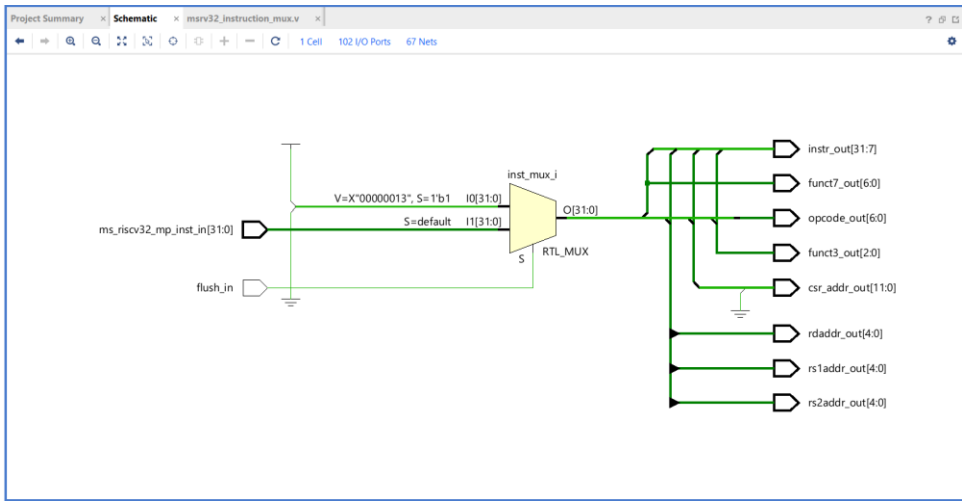 Project Summary × Schematic × msrv32_instruction_mux.v ×
? 
1 Cell 102 I/O Ports 67 Nets
instr_out[31:7]
inst_mux_i
funct7_out[6:0]
V=X"00000013", S=1'b1 I0[31:0]
O[31:0]
opcode_out[6:0]
S=default I1[31:0]
ms_riscv32_mp_inst_in[31:0]
S RTL_MUX
funct3_out[2:0]
flush_in
csr_addr_out[11:0]
rdaddr_out[4:0]
rs1addr_out[4:0]
rs2addr_out[4:0]